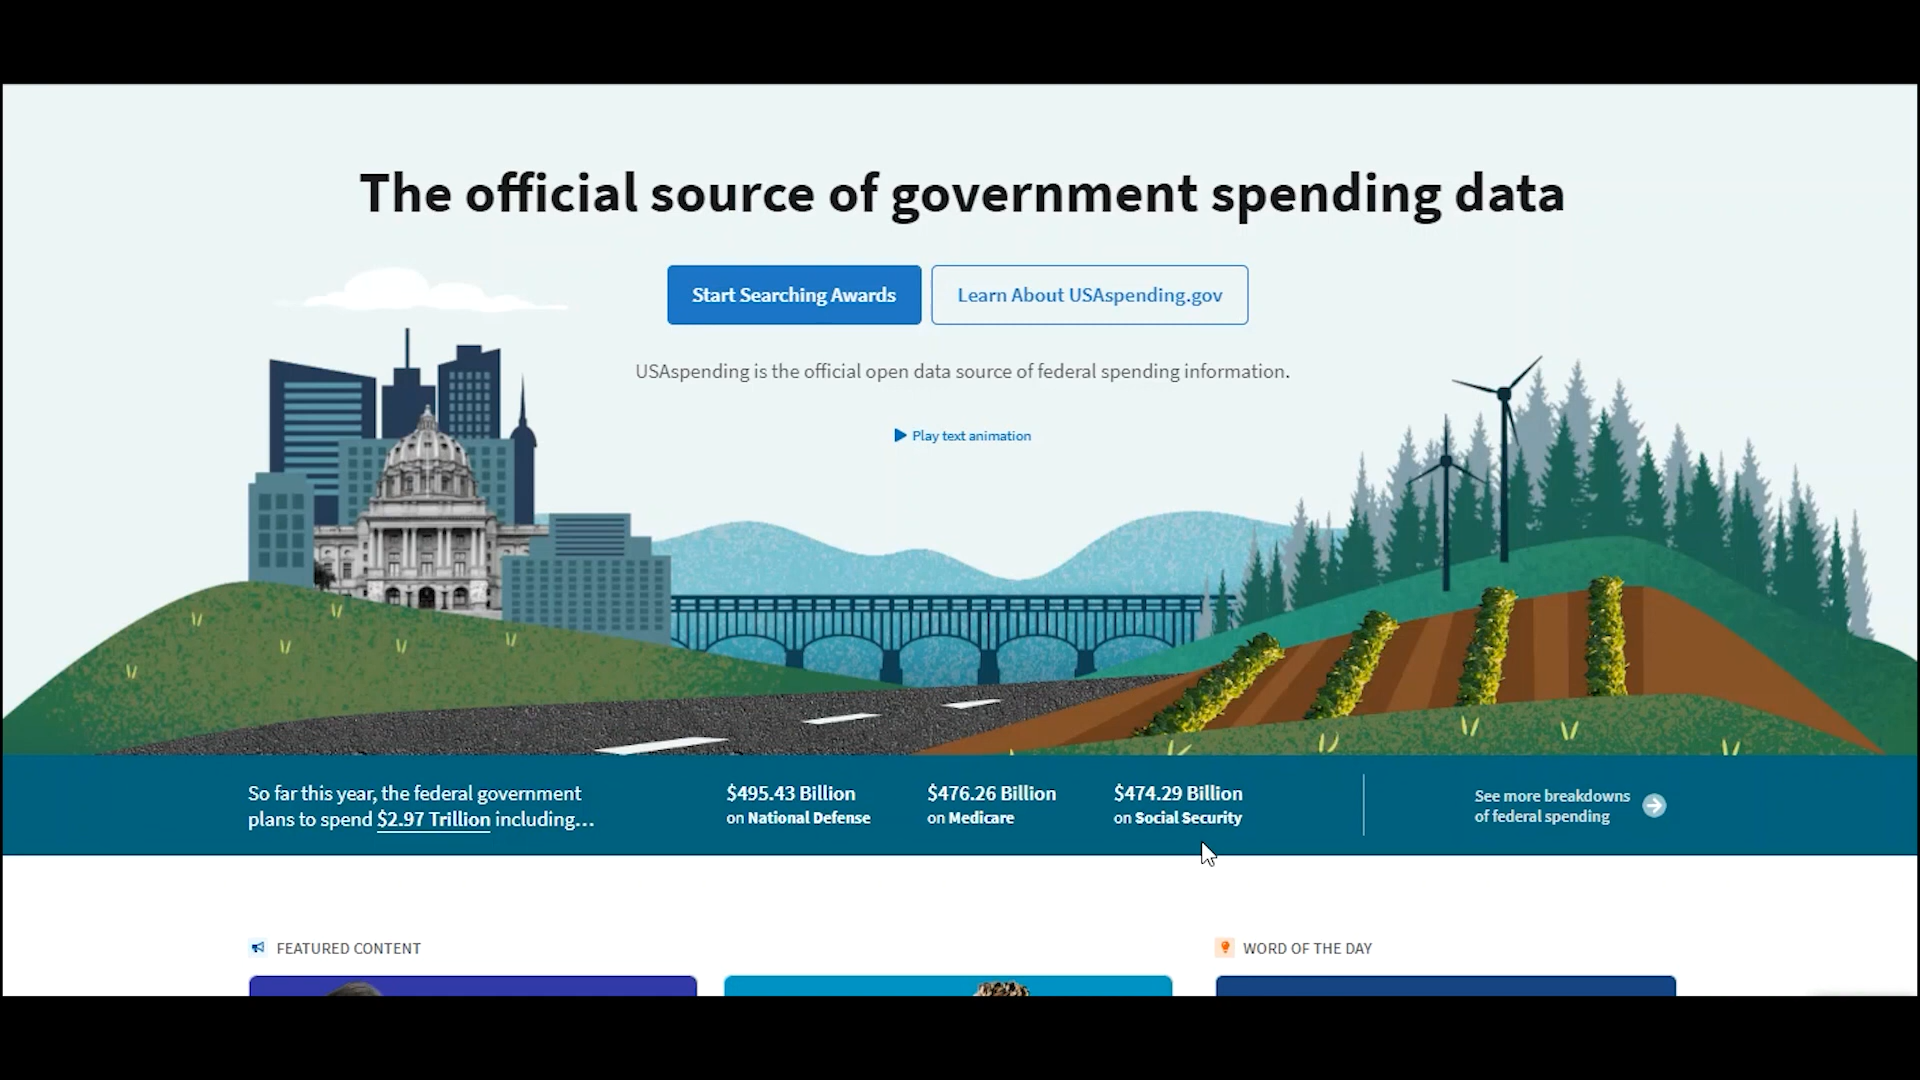 The official source of government spending data
Start Searching Awards
Learn About USAspending.gov
USAspending is the official open data source of federal spending information.
Play text animation
So far this year, the federal government
plans to spend $2.97 Trillion including...
$495.43 Billion
on National Defense
$476.26 Billion
on Medicare
$474.29 Billion
on Social Security
See more breakdowns
of federal spending
FEATURED CONTENT
WORD OF THE DAY